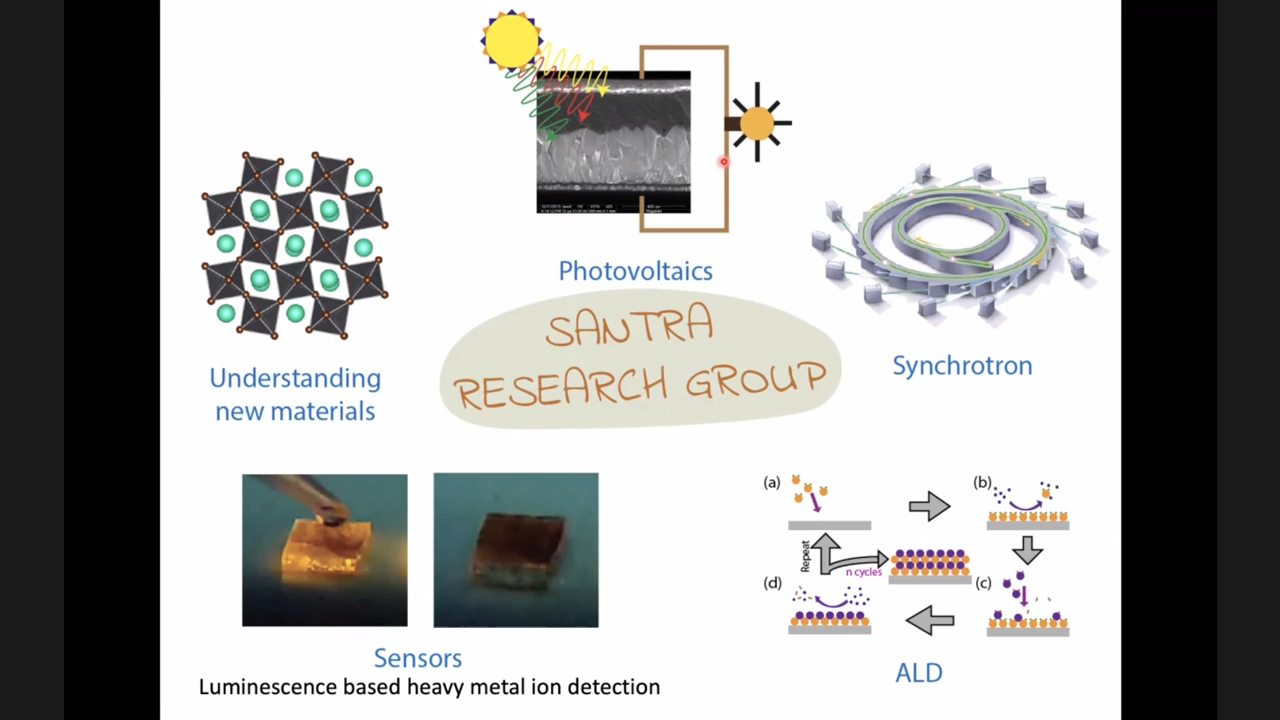 Photovoltaics
SANTRA
RESEARCH GROUP
Understanding
new materials
Synchrotron
Sensors
Luminescence based heavy metal ion detection
(a)
(b)
Repeat
n cycles
(d)
(c)
ALD